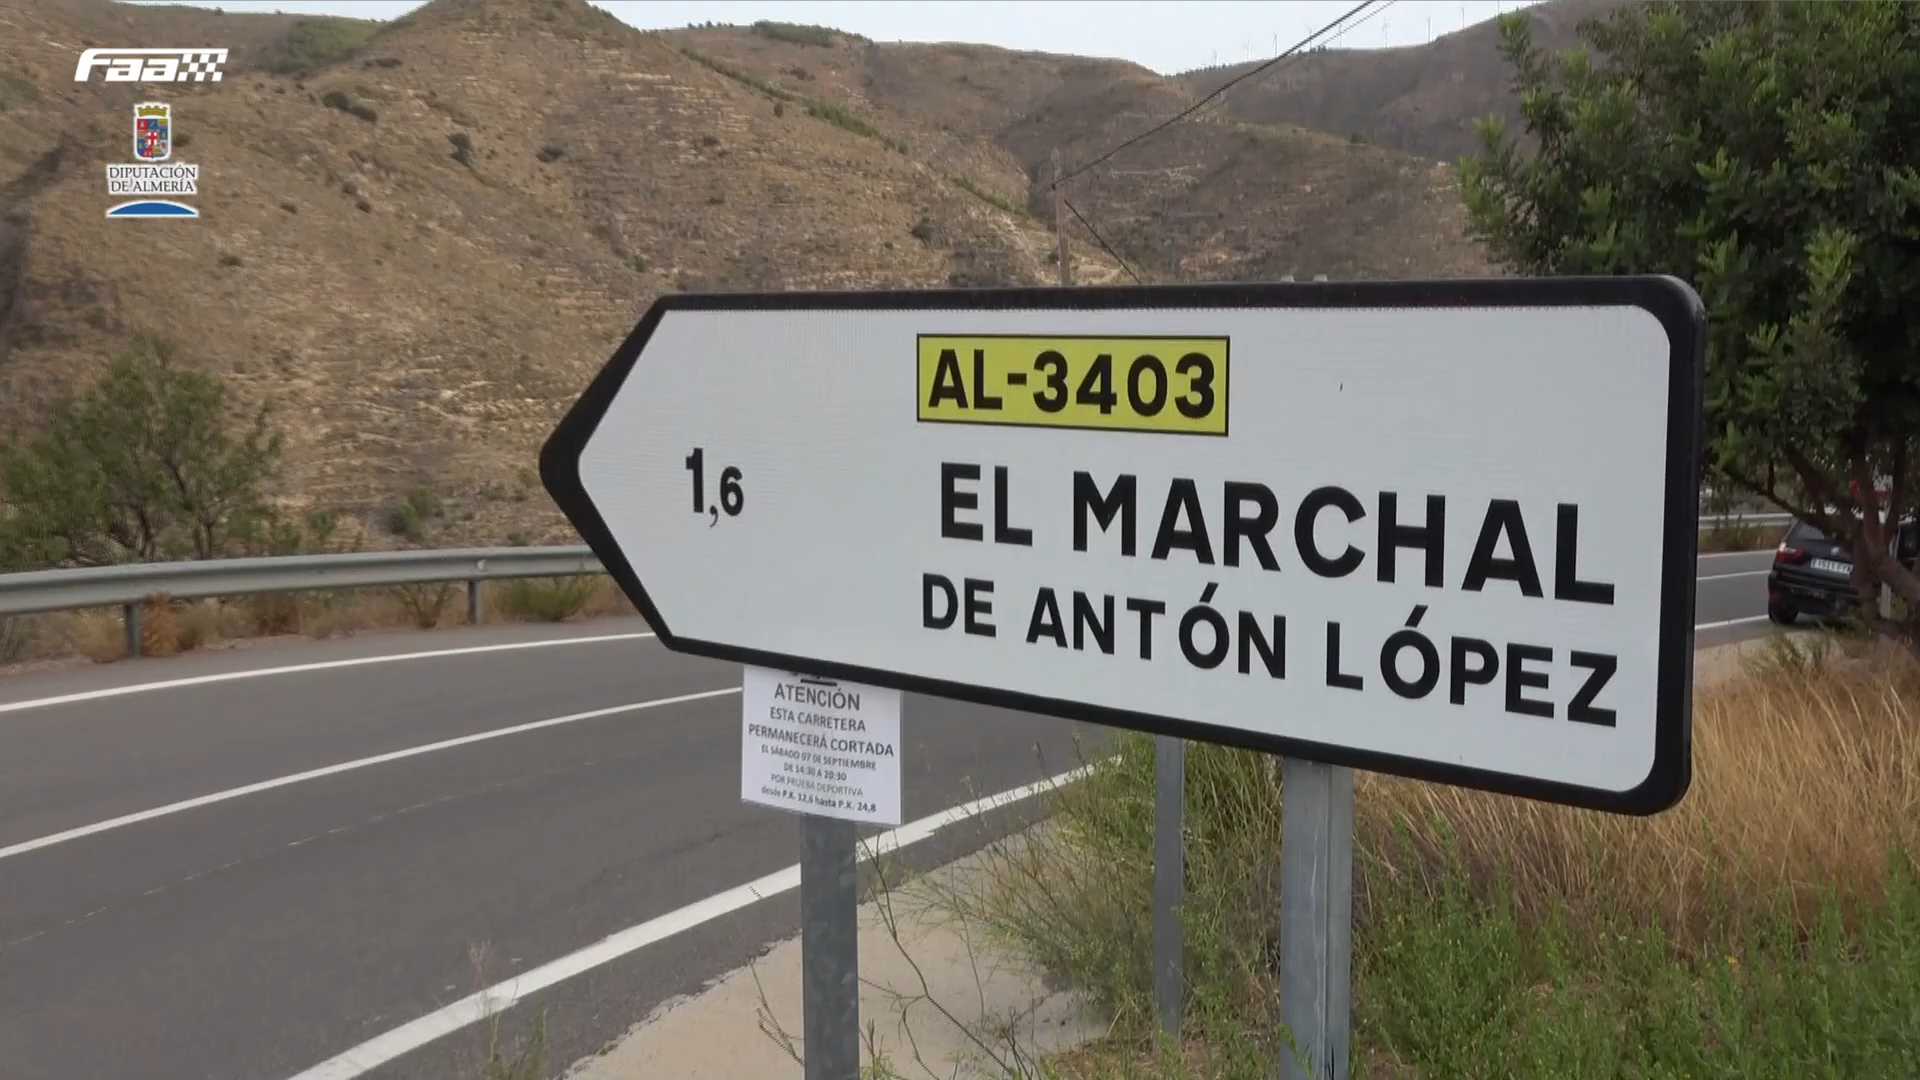 faa
DIPUTACIÓN
DE ALMERÍA
AL-3403
1,6
EL MARCHAL
DE ANTÓN LÓPEZ
ATENCIÓN
ESTA CARRETERA
PERMANECERÁ CORTADA
EL SÁBADO 07 DE SEPTIEMBRE
DE 14:30 A 20:30
POR PRUEBA DEPORTIVA
desde P.K. 12,6 hasta P.K. 24,8